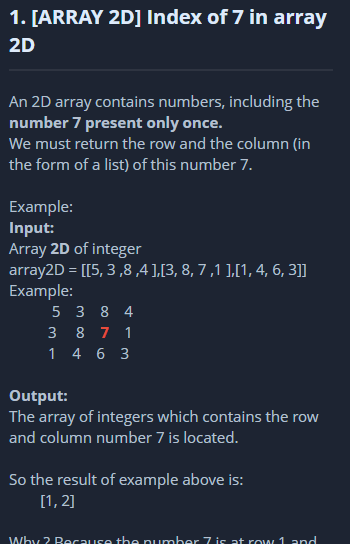 1. [ARRAY 2D] Index of 7 in array
2D
An 2D array contains numbers, including the
number 7 present only once.
We must return the row and the column (in
the form of a list) of this number 7.
Example:
Input:
Array 2D of integer
array2D = [[5, 3 ,8 ,4 ],[3, 8, 7 ,1 ],[1, 4, 6, 3]]
Example:
5 3 8 4
3 8 7 1
1 4 6 3
Output:
The array of integers which contains the row
and column number 7 is located.
So the result of example above is:
[1, 2]
Why ? Because the number 7 is at row 1 and